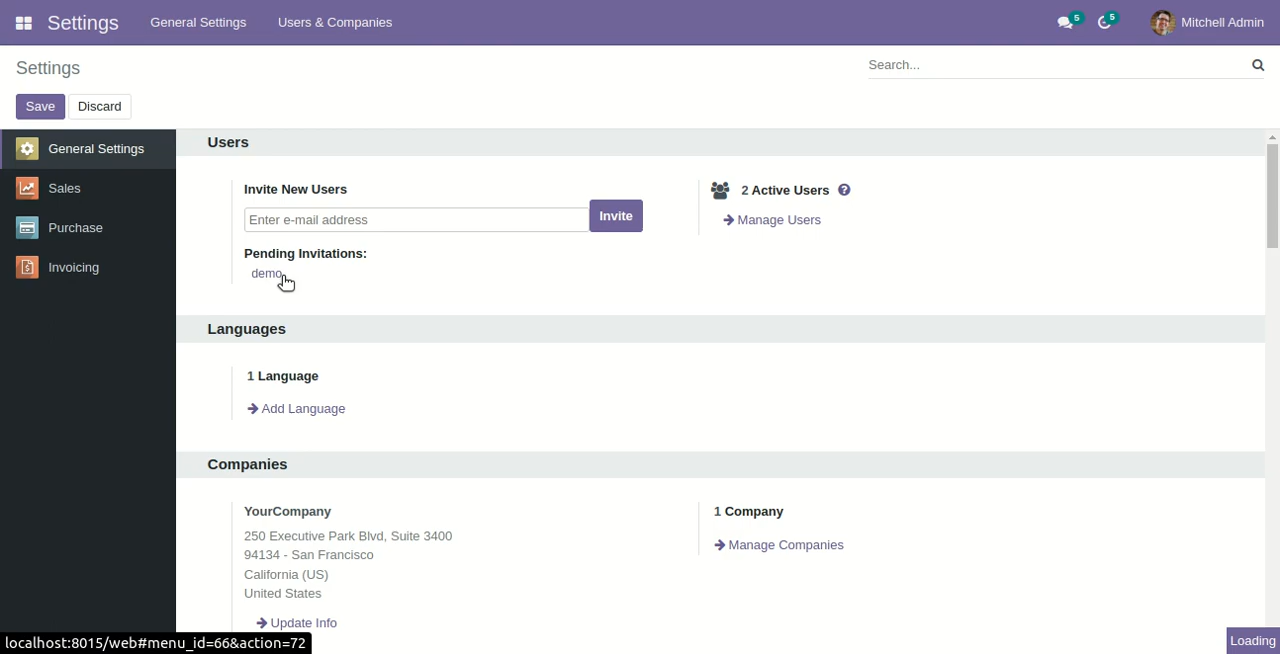 Settings General Settings Users & Companies 5 5 Mitchell Admin
Settings Search...
Save Discard
General Settings
Sales
Purchase
Invoicing
Users
Invite New Users
Enter e-mail address Invite
Pending Invitations:
demo
2 Active Users ?
Manage Users
Languages
1 Language
Add Language
Companies
YourCompany
250 Executive Park Blvd, Suite 3400
94134 - San Francisco
California (US)
United States
Update Info
1 Company
Manage Companies
localhost:8015/web#menu_id=66&action=72
Loading